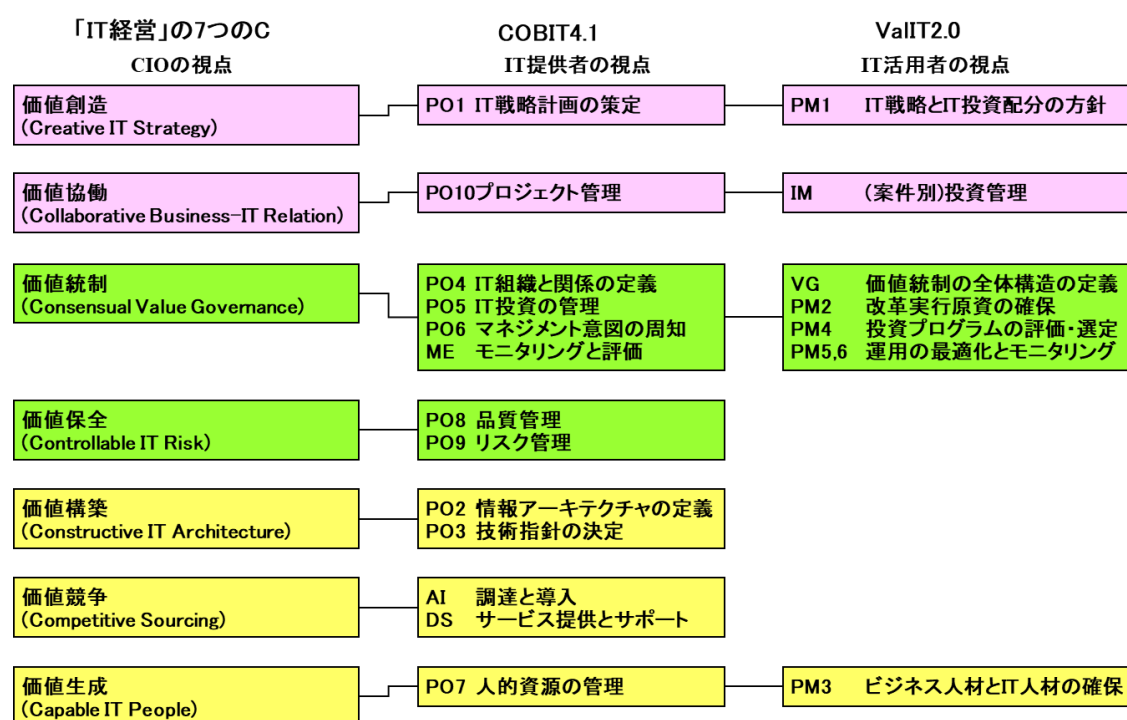 「IT経営」の7つのC
COBIT4.1
ValIT2.0
CIOの視点
IT提供者の視点
IT活用者の視点
価値創造
(Creative IT Strategy)
PO1 IT戦略計画の策定
PM1 IT戦略とIT投資配分の方針
価値協働
(Collaborative Business-IT Relation)
PO10プロジェクト管理
IM (案件別)投資管理
価値統制
(Consensual Value Governance)
PO4 IT組織と関係の定義
PO5 IT投資の管理
PO6 マネジメント意図の周知
ME モニタリングと評価
VG 価値統制の全体構造の定義
PM2 改革実行原資の確保
PM4 投資プログラムの評価・選定
PM5,6 運用の最適化とモニタリング
価値保全
(Controllable IT Risk)
PO8 品質管理
PO9 リスク管理
価値構築
(Constructive IT Architecture)
PO2 情報アーキテクチャの定義
PO3 技術指針の決定
価値競争
(Competitive Sourcing)
AI 調達と導入
DS サービス提供とサポート
価値生成
(Capable IT People)
PO7 人的資源の管理
PM3 ビジネス人材とIT人材の確保